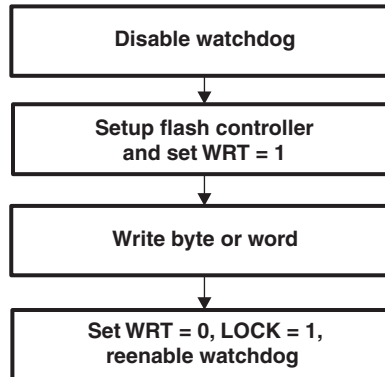 Disable watchdog
Setup flash controller
and set WRT = 1
Write byte or word
Set WRT = 0, LOCK = 1,
reenable watchdog